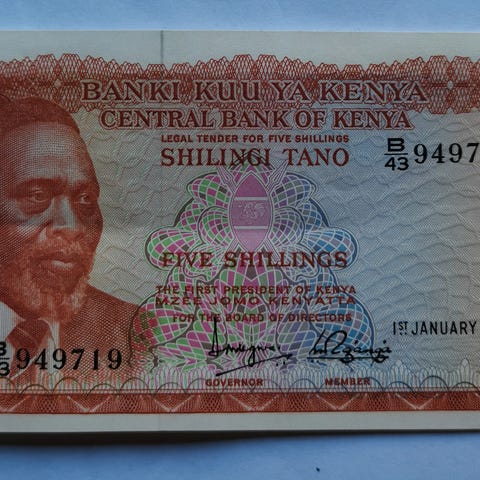 BANKI KUU YA KENYA
CENTRAL BANK OF KENYA
LEGAL TENDER FOR FIVE SHILLINGS
SHILINGI TANO
B/43 9497
FIVE SHILLINGS
THE FIRST PRESIDENT OF KENYA
MZEE JOMO KENYATTA
FOR THE BOARD OF DIRECTORS
1ST JANUARY
949719
GOVERNOR
MEMBER